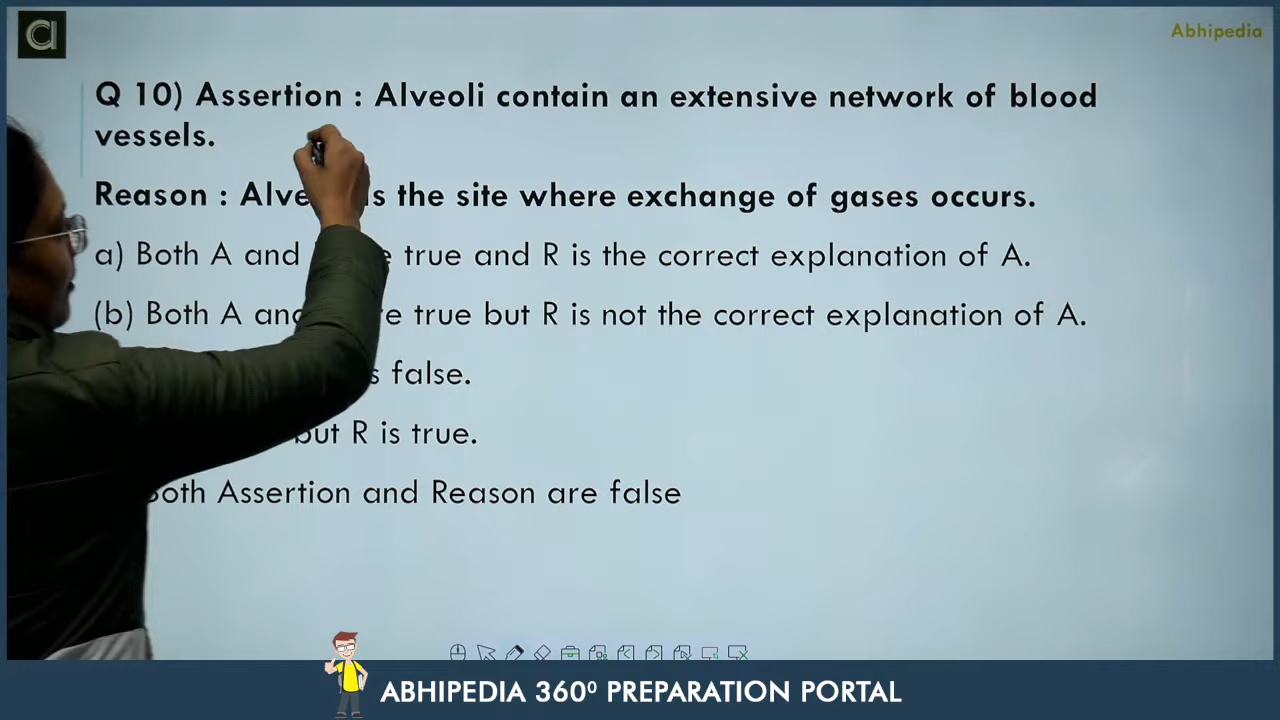 Abhipedia
Q 10) Assertion : Alveoli contain an extensive network of blood
vessels.
Reason : the site where exchange of gases occurs.
a) Both A and true and R is the correct explanation of A.
(b) Both A and true but R is not the correct explanation of A.
false.
but R is true.
Both Assertion and Reason are false
ABHIPEDIA 360⁰ PREPARATION PORTAL